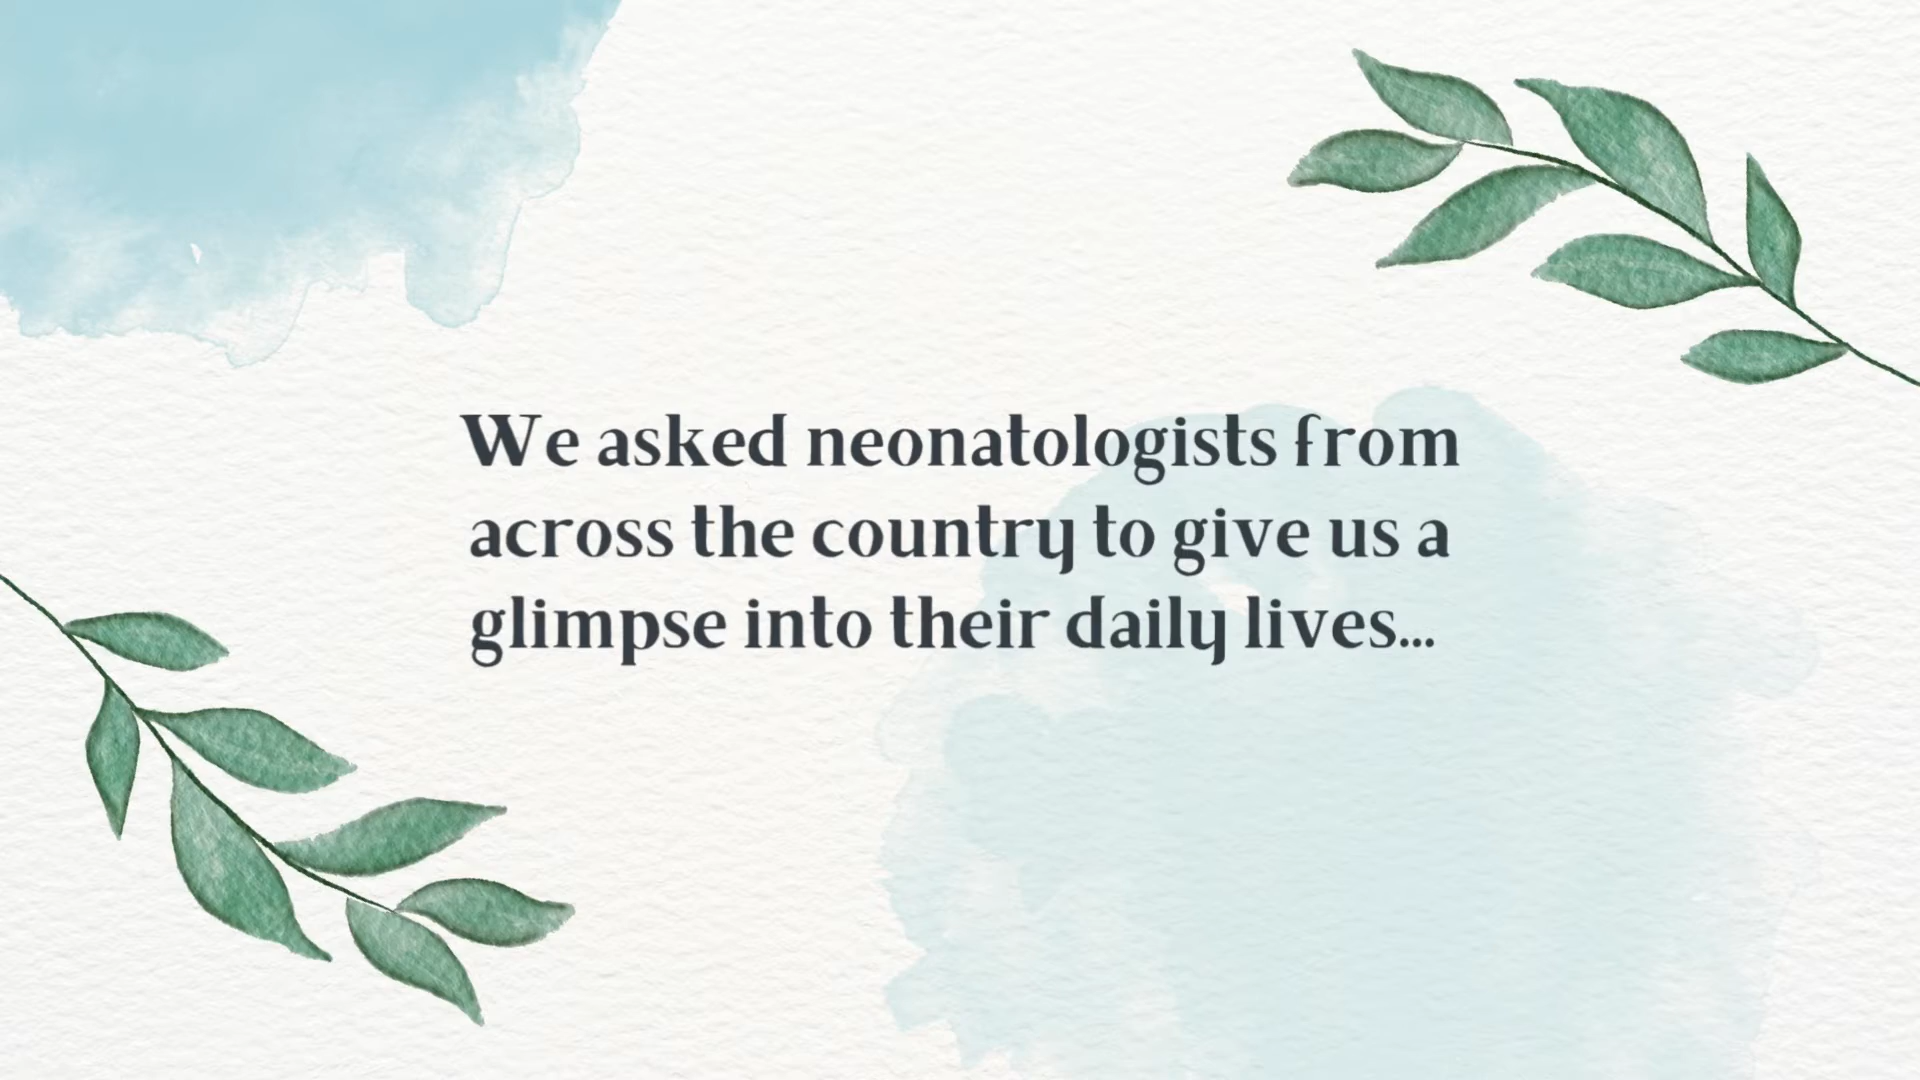 We asked neonatologists from
across the country to give us a
glimpse into their daily lives...